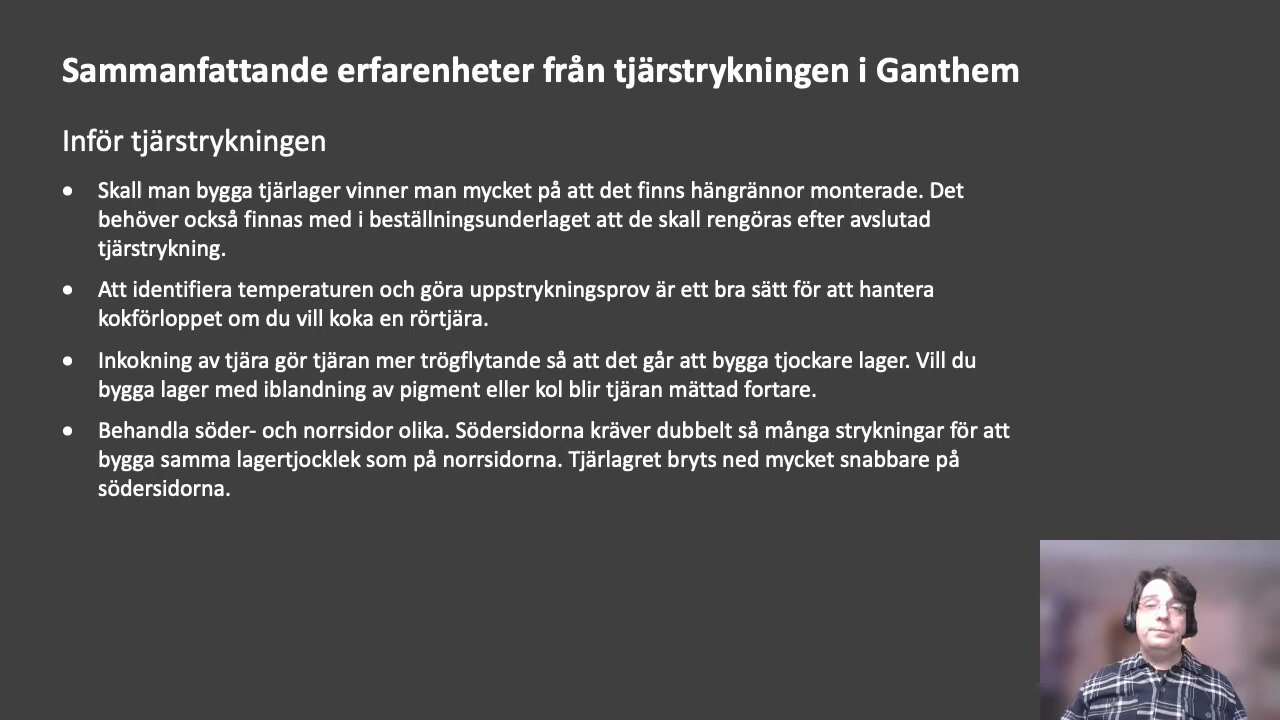 Sammanfattande erfarenheter från tjärstrykningen i Ganthem
Inför tjärstrykningen
• Skall man bygga tjärlager vinner man mycket på att det finns hängrännor monterade. Det
behöver också finnas med i beställningsunderlaget att de skall rengöras efter avslutad
tjärstrykning.
• Att identifiera temperaturen och göra uppstrykningsprov är ett bra sätt för att hantera
kokförloppet om du vill koka en rörtjära.
• Inkokning av tjära gör tjäran mer trögflytande så att det går att bygga tjockare lager. Vill du
bygga lager med iblandning av pigment eller kol blir tjäran mättad fortare.
• Behandla söder- och norrsidor olika. Södersidorna kräver dubbelt så många strykningar för att
bygga samma lagertjocklek som på norrsidorna. Tjärlagret bryts ned mycket snabbare på
södersidorna.